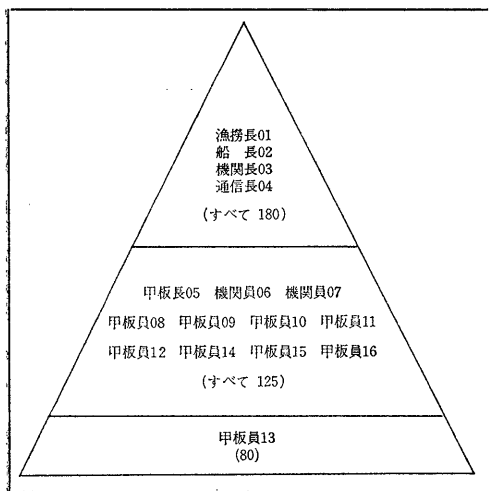 漁撈長01
船　長02
機関長03
通信長04
(すべて 180)
甲板長05　機関員06　機関員07
甲板員08　甲板員09　甲板員10　甲板員11
甲板員12　甲板員14　甲板員15　甲板員16
(すべて 125)
甲板員13
(80)